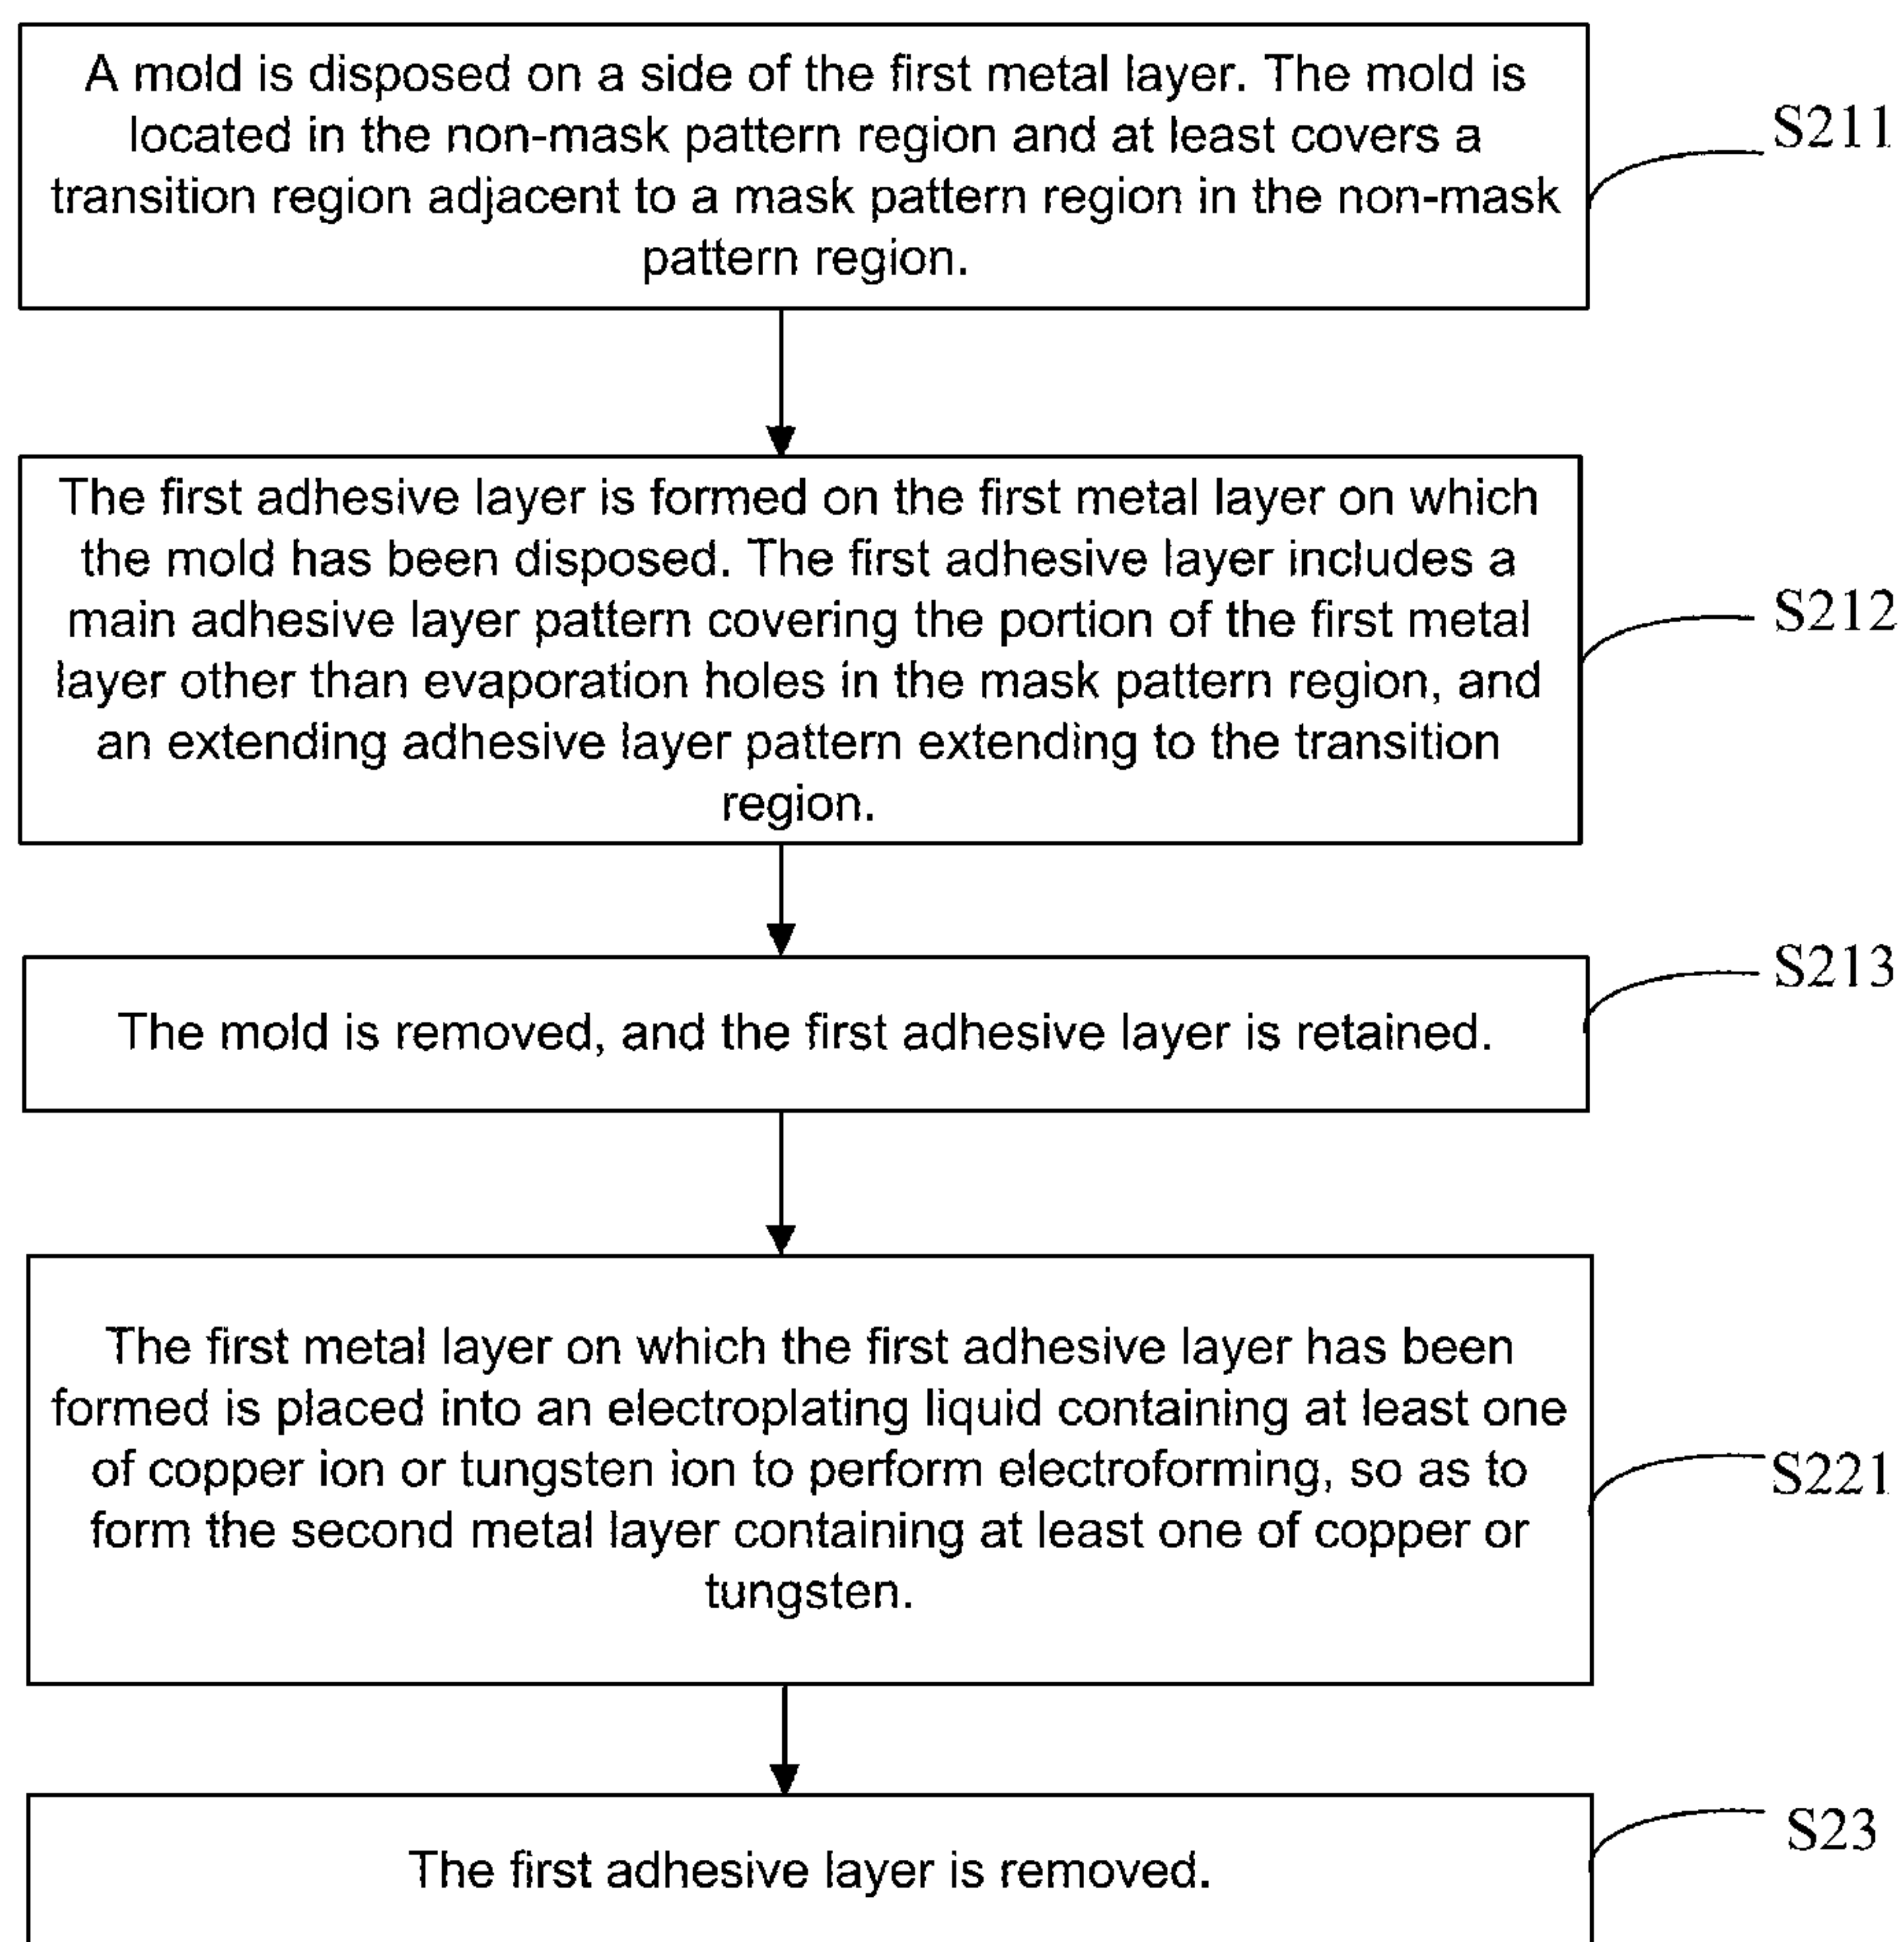 A mold is disposed on a side of the first metal layer. The mold is
located in the non-mask pattern region and at least covers a
transition region adjacent to a mask pattern region in the non-mask
pattern region.
S211
The first adhesive layer is formed on the first metal layer on which
the mold has been disposed. The first adhesive layer includes a
main adhesive layer pattern covering the portion of the first metal
layer other than evaporation holes in the mask pattern region, and
an extending adhesive layer pattern extending to the transition
region.
S212
The mold is removed, and the first adhesive layer is retained.
S213
The first metal layer on which the first adhesive layer has been
formed is placed into an electroplating liquid containing at least one
of copper ion or tungsten ion to perform electroforming, so as to
form the second metal layer containing at least one of copper or
tungsten.
S221
The first adhesive layer is removed.
S23